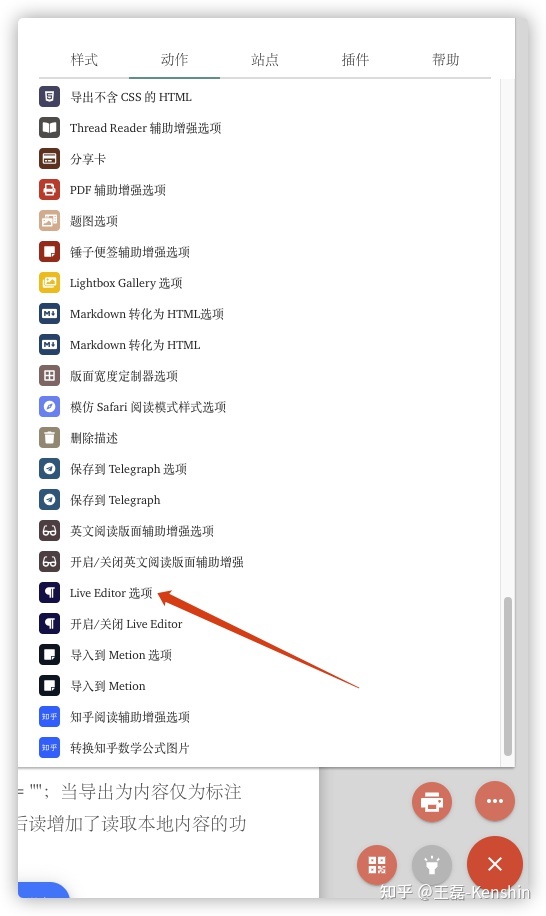 样式 动作 站点 插件 帮助
导出不含 CSS 的 HTML
Thread Reader 辅助增强选项
分享卡
PDF 辅助增强选项
题图选项
锤子便签辅助增强选项
Lightbox Gallery 选项
Markdown 转化为 HTML选项
Markdown 转化为 HTML
版面宽度定制器选项
模仿 Safari 阅读模式样式选项
删除描述
保存到 Telegraph 选项
保存到 Telegraph
英文阅读版面辅助增强选项
开启/关闭英文阅读版面辅助增强
Live Editor 选项
开启/关闭 Live Editor
导入到 Metion 选项
导入到 Metion
知乎 知乎阅读辅助增强选项
知乎 转换知乎数学公式图片
= ""；当导出为内容仅为标注
后读增加了读取本地内容的功
知乎 @王磊-Kenshin